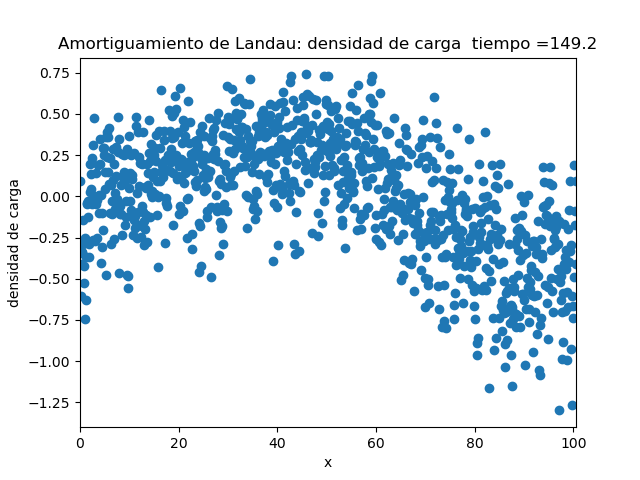 Amortiguamiento de Landau: densidad de carga  tiempo =149.2
0.75
0.50
0.25
0.00
−0.25
−0.50
−0.75
−1.00
−1.25
densidad de carga
0 20 40 60 80 100
x